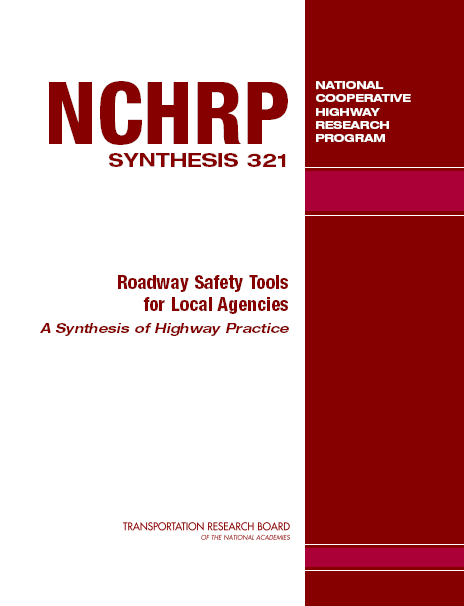 NCHRP
SYNTHESIS 321
NATIONAL
COOPERATIVE
HIGHWAY
RESEARCH
PROGRAM
Roadway Safety Tools
for Local Agencies
A Synthesis of Highway Practice
TRANSPORTATION RESEARCH BOARD
OF THE NATIONAL ACADEMIES